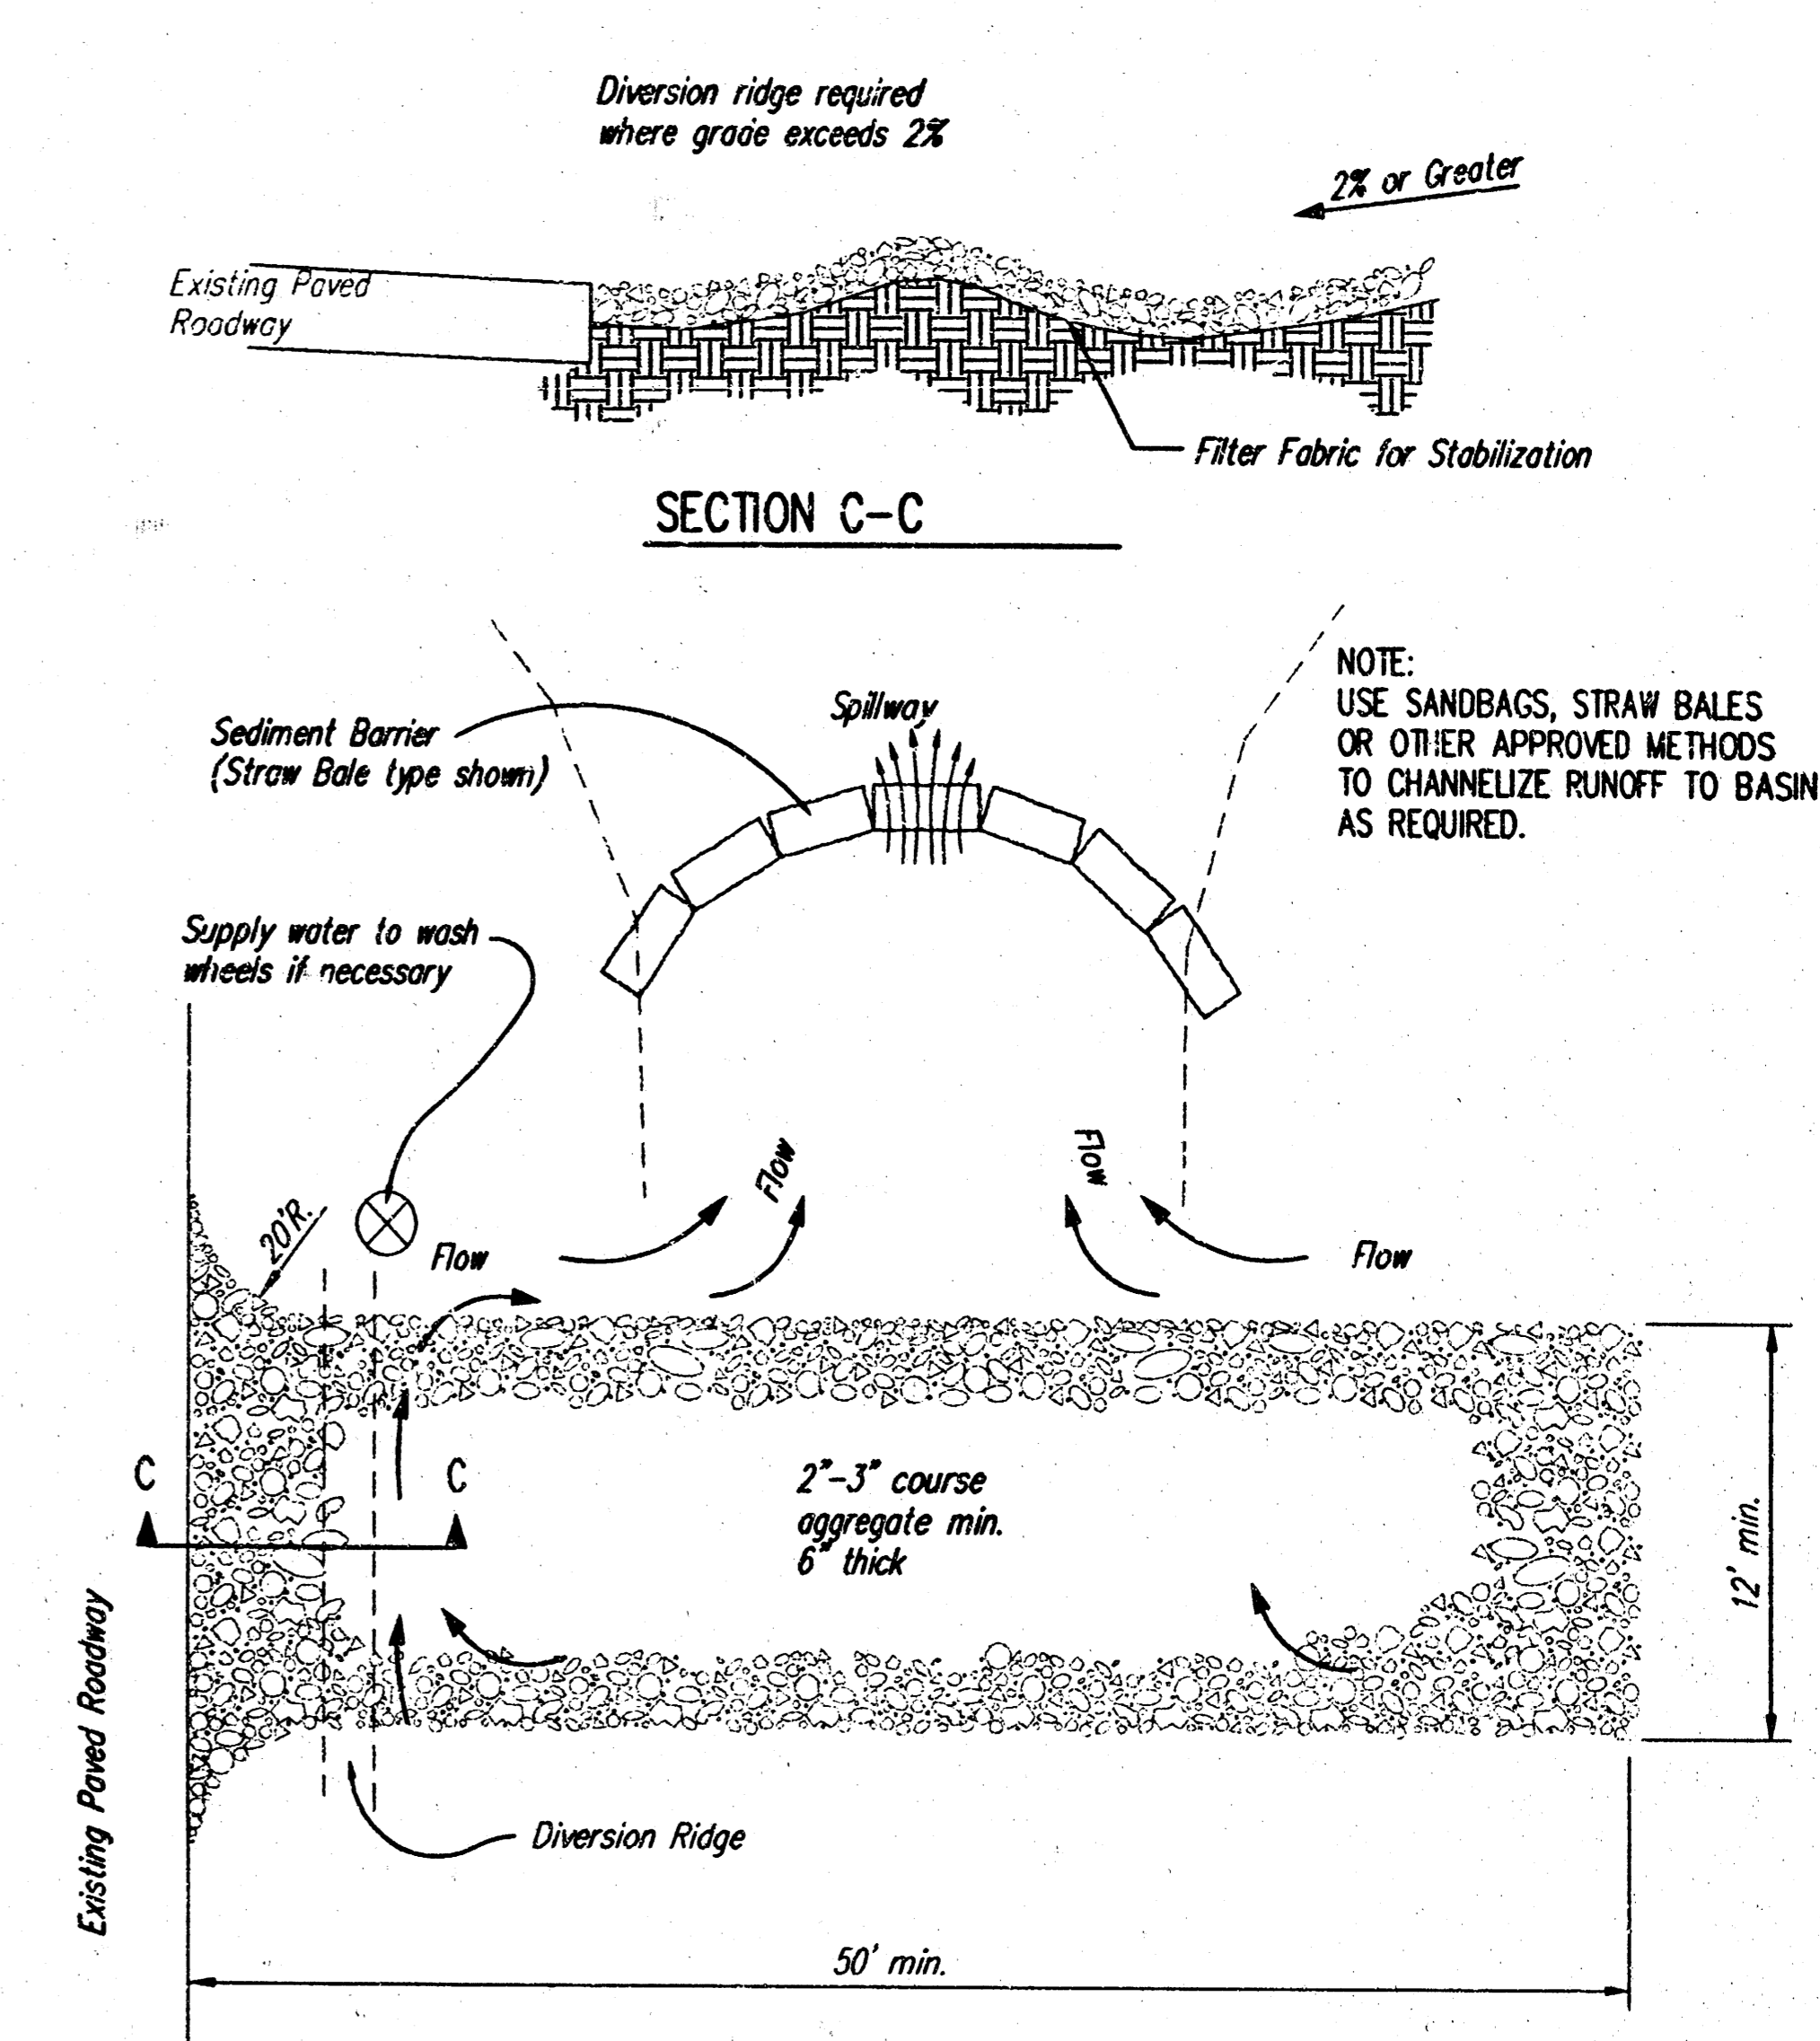 Diversion ridge required
where grade exceeds 2%
2% or Greater
Existing Paved
Roadway
Filter Fabric for Stabilization
SECTION C-C
NOTE:
USE SANDBAGS, STRAW BALES
OR OTHER APPROVED METHODS
TO CHANNELIZE RUNOFF TO BASIN
AS REQUIRED.
Spillway
Sediment Barrier
(Straw Bale type shown)
Supply water to wash
wheels if necessary
Flow
Flow
20'R.
Flow
Flow
C
C
2"-3" course
aggregate min.
6" thick
12' min.
Existing Paved Roadway
Diversion Ridge
50' min.